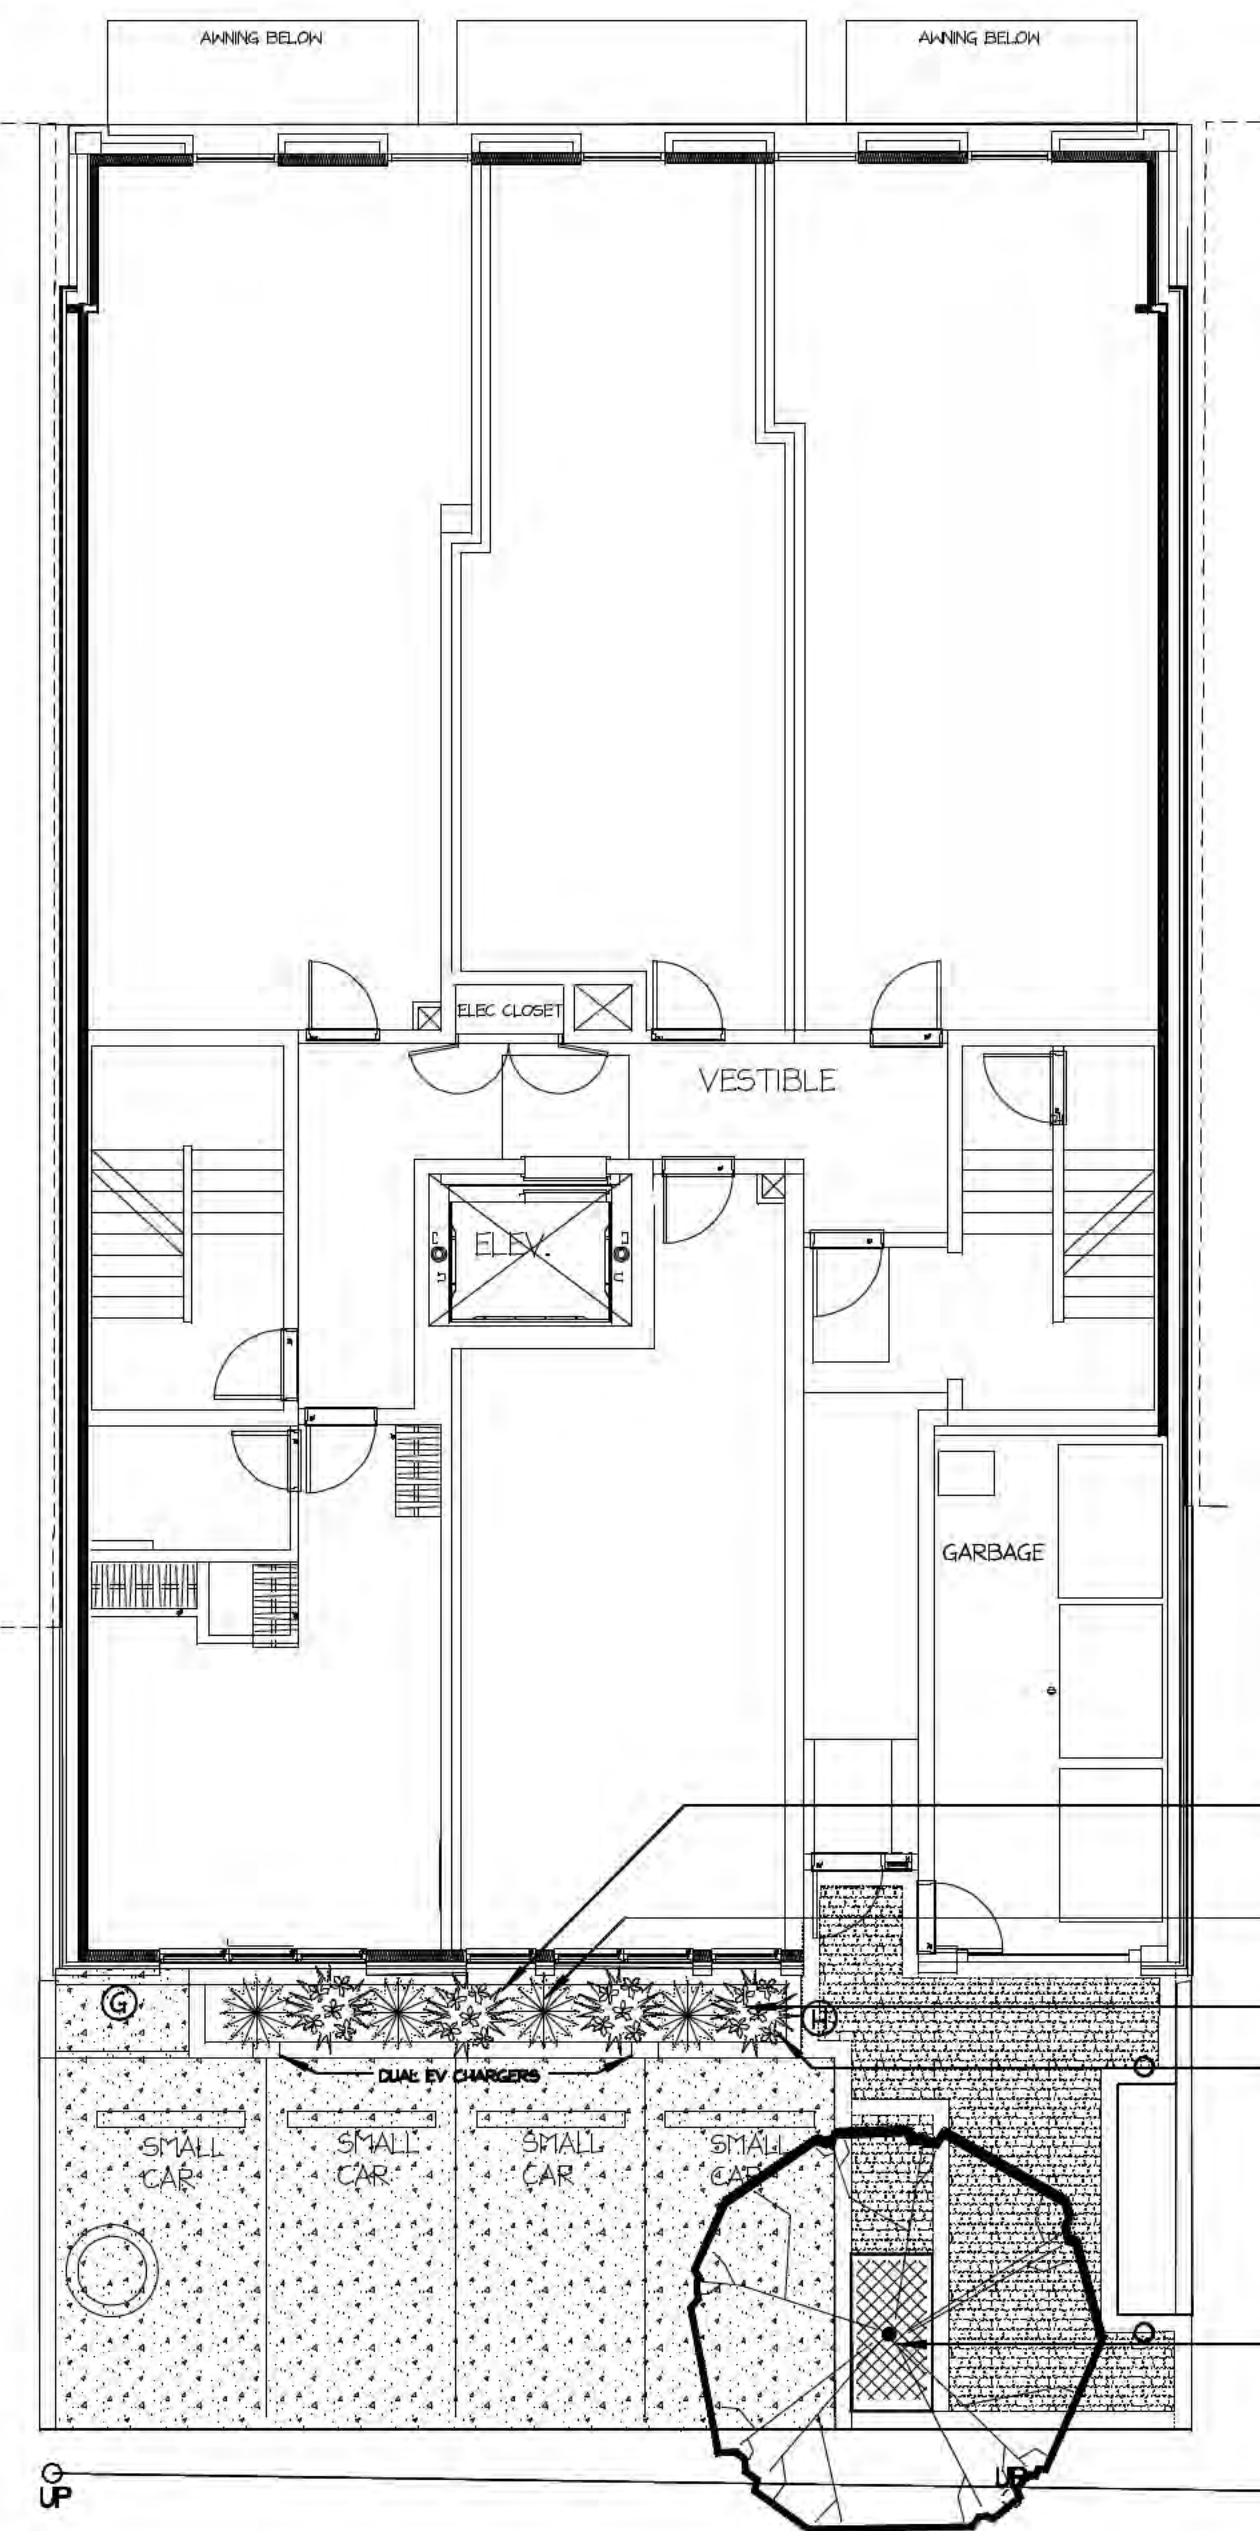 AWNING BELOW
AWNING BELOW
ELEC CLOSET
VESTIBLE
ELEV.
GARBAGE
G
H
DUAL EV CHARGERS
SMALL
CAR
SMALL
CAR
SMALL
CAR
SMALL
CAR
UP
UP